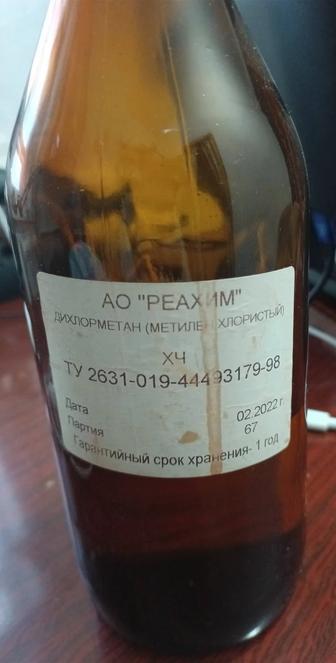 АО "РЕАХИМ"
ДИХЛОРМЕТАН (МЕТИЛЕН ХЛОРИСТЫЙ)
ХЧ
ТУ 2631-019-44493179-98
Дата 02.2022 г.
Партия 67
Гарантийный срок хранения- 1 год